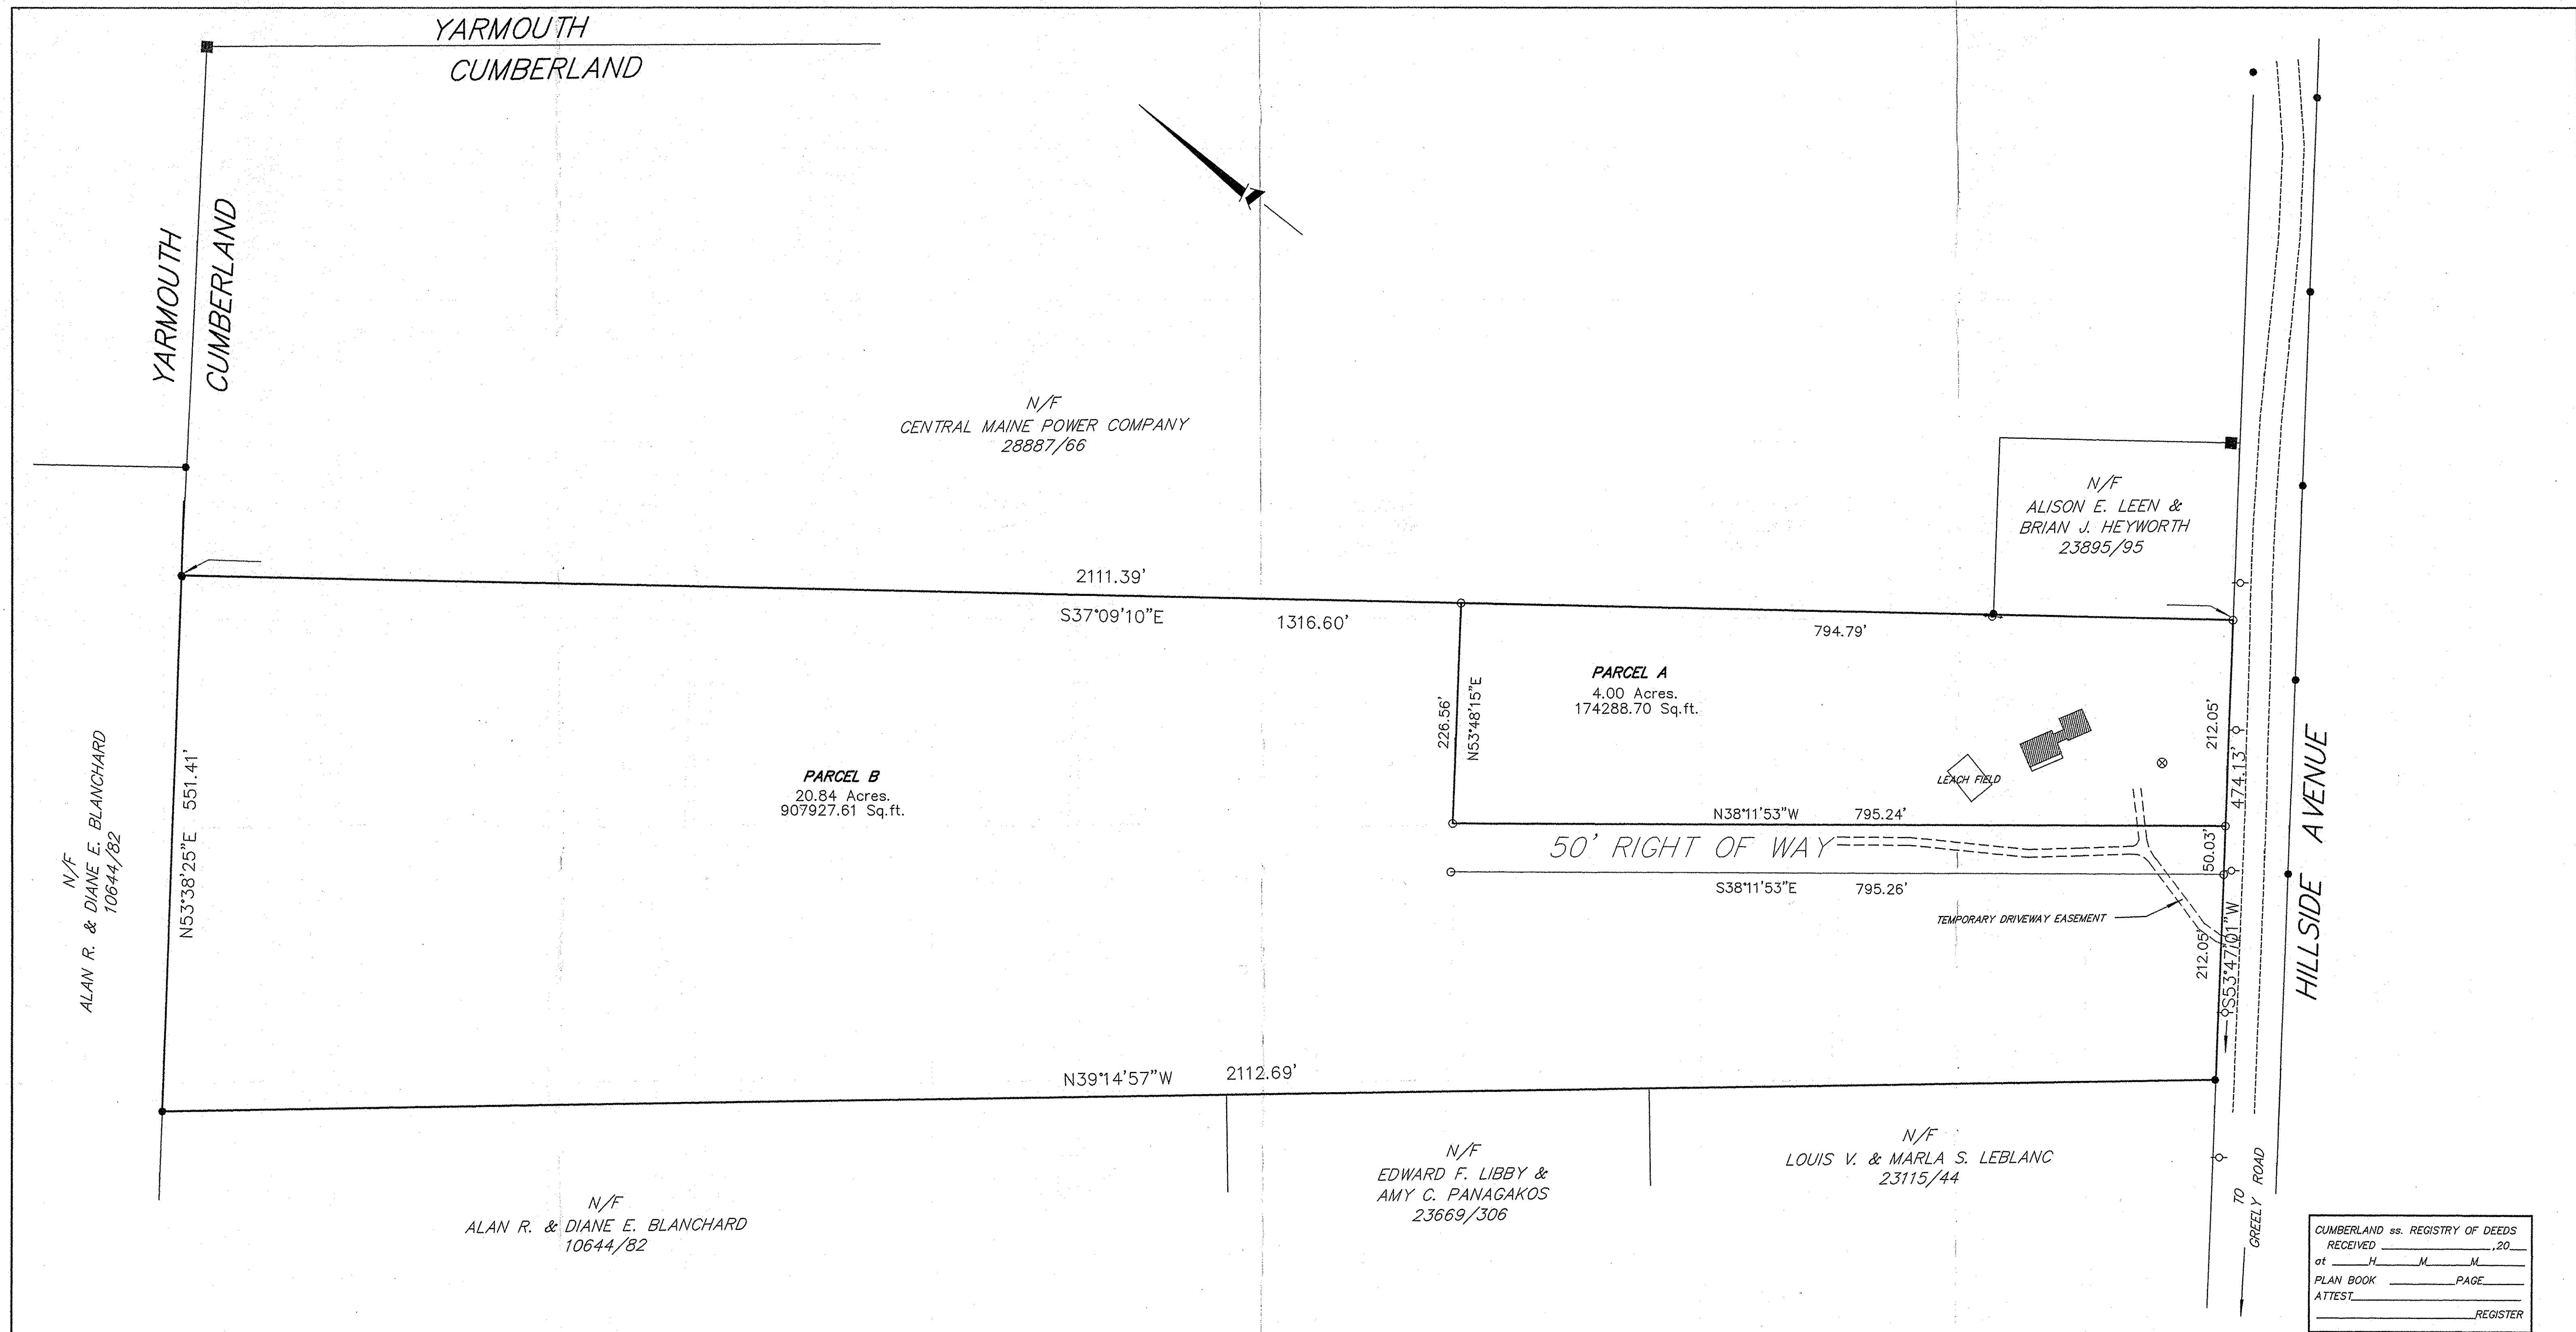 YARMOUTH
CUMBERLAND
YARMOUTH
CUMBERLAND
N/F
CENTRAL MAINE POWER COMPANY
28887/66
N/F
ALISON E. LEEN &
BRIAN J. HEYWORTH
23895/95
2111.39'
S37°09'10"E
1316.60'
794.79'
PARCEL A
4.00 Acres.
174288.70 Sq.ft.
226.56'
N53°48'15"E
212.05'
474.13'
LEACH FIELD
PARCEL B
20.84 Acres.
907927.61 Sq.ft.
N/F
ALAN R. & DIANE E. BLANCHARD
10644/82
N53°38'25"E 551.41'
N38°11'53"W 795.24'
50' RIGHT OF WAY
50.03'
S38°11'53"E 795.26'
TEMPORARY DRIVEWAY EASEMENT
212.05'
S53°47'01"W
HILLSIDE AVENUE
N39°14'57"W 2112.69'
N/F
ALAN R. & DIANE E. BLANCHARD
10644/82
N/F
EDWARD F. LIBBY &
AMY C. PANAGAKOS
23669/306
N/F
LOUIS V. & MARLA S. LEBLANC
23115/44
TO
GREELY ROAD
CUMBERLAND ss. REGISTRY OF DEEDS
RECEIVED ____________,20__
at ____H____M____M____
PLAN BOOK ________PAGE____
ATTEST____________
____________REGISTER